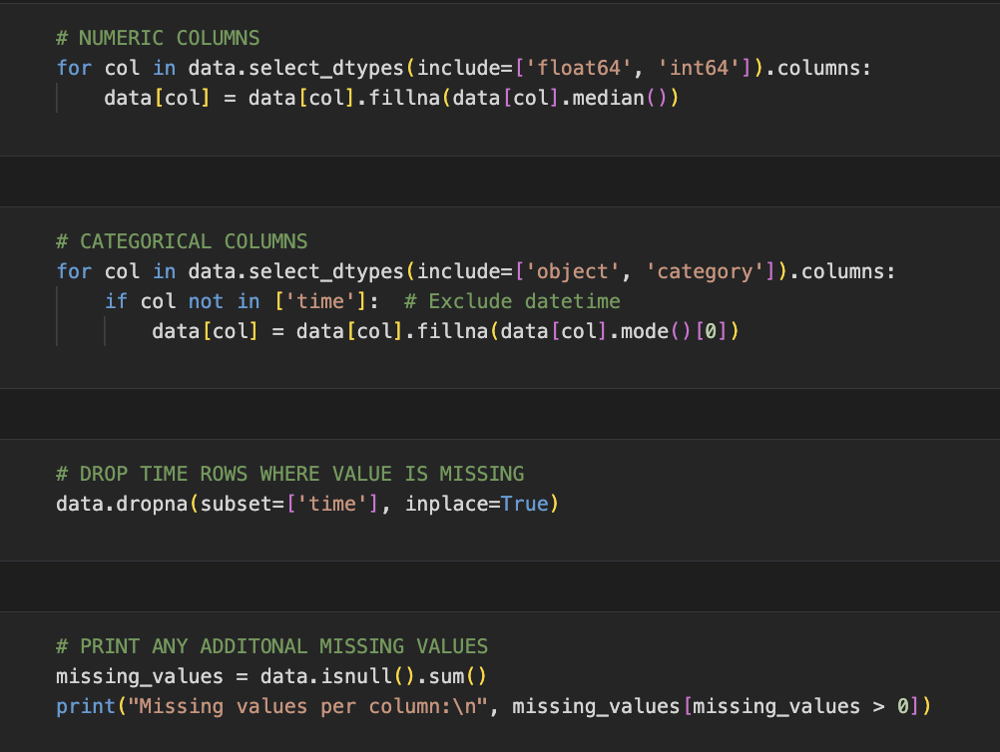 # NUMERIC COLUMNS
for col in data.select_dtypes(include=['float64', 'int64']).columns:
    data[col] = data[col].fillna(data[col].median())
# CATEGORICAL COLUMNS
for col in data.select_dtypes(include=['object', 'category']).columns:
    if col not in ['time']:  # Exclude datetime
        data[col] = data[col].fillna(data[col].mode()[0])
# DROP TIME ROWS WHERE VALUE IS MISSING
data.dropna(subset=['time'], inplace=True)
# PRINT ANY ADDITONAL MISSING VALUES
missing_values = data.isnull().sum()
print("Missing values per column:\n", missing_values[missing_values > 0])